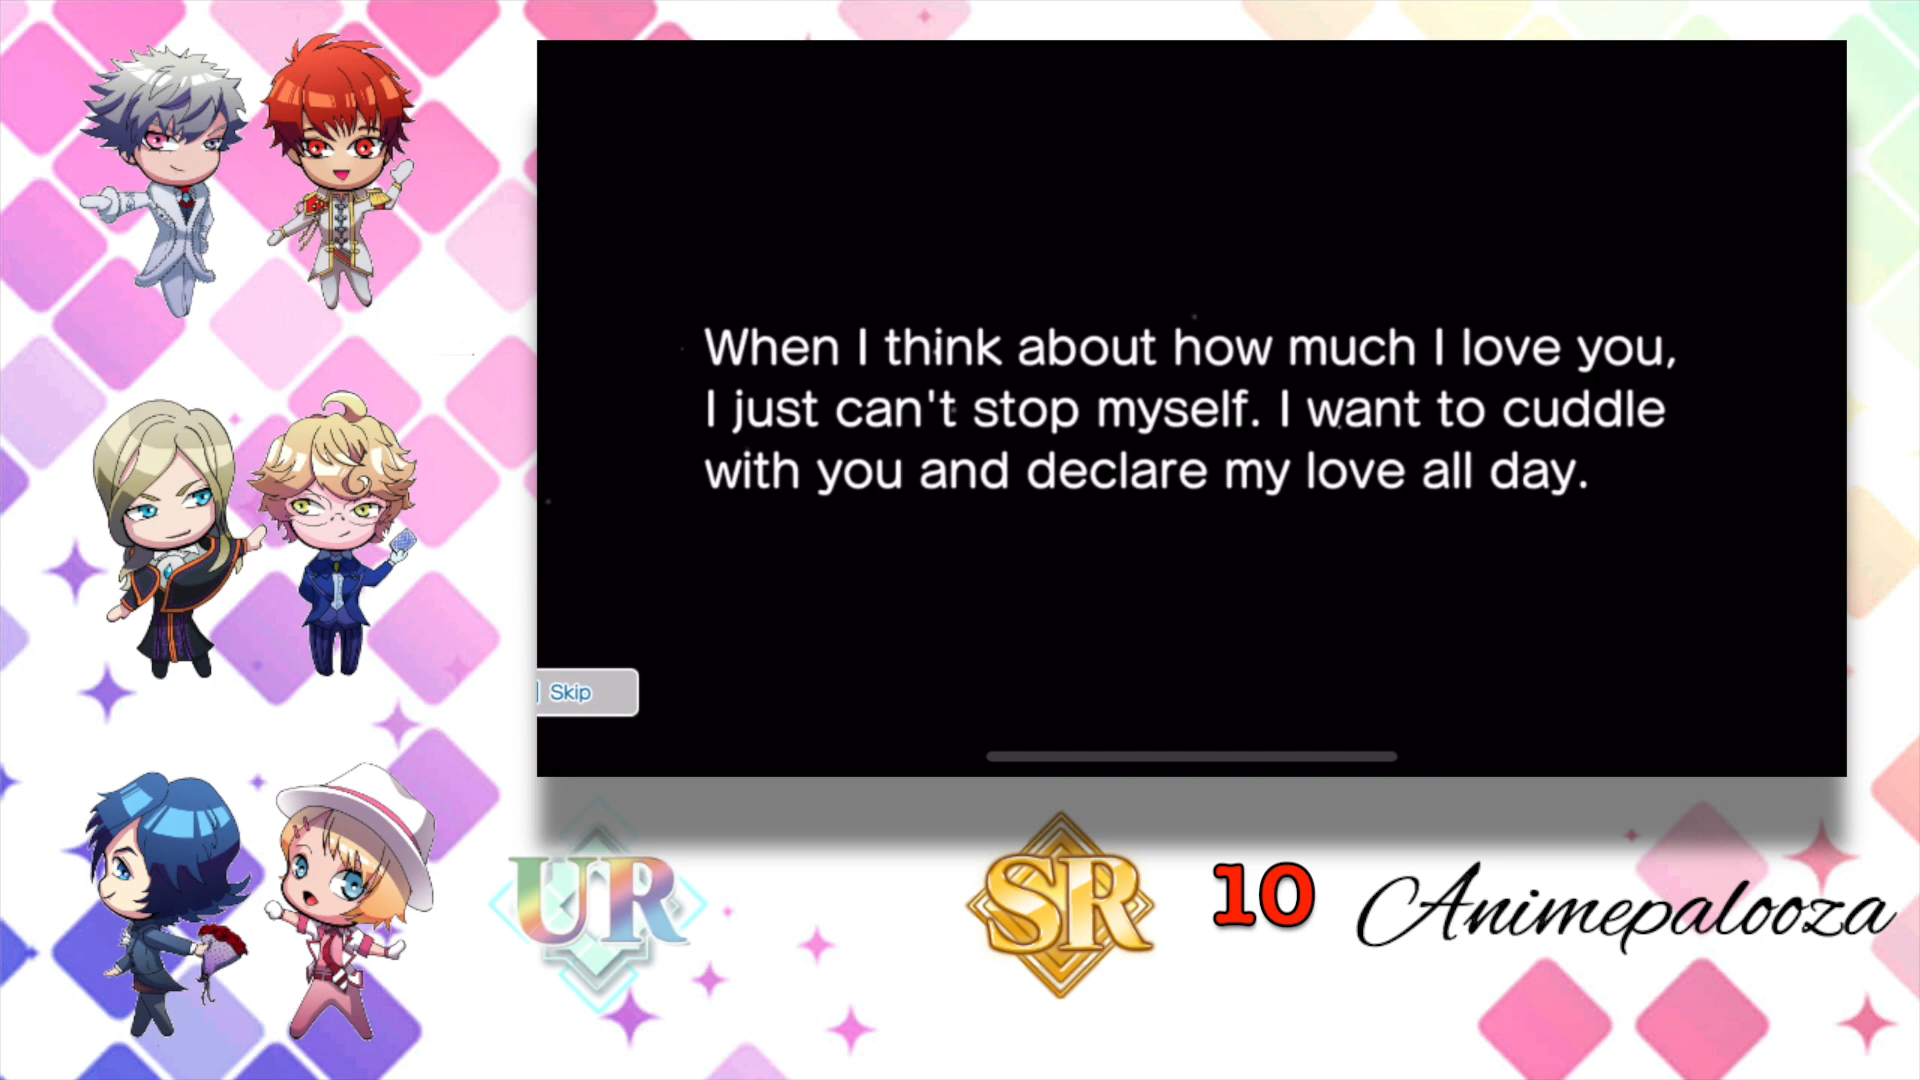 When I think about how much I love you,
I just can't stop myself. I want to cuddle
with you and declare my love all day.
Skip
UR
SR
10
Animepalooza